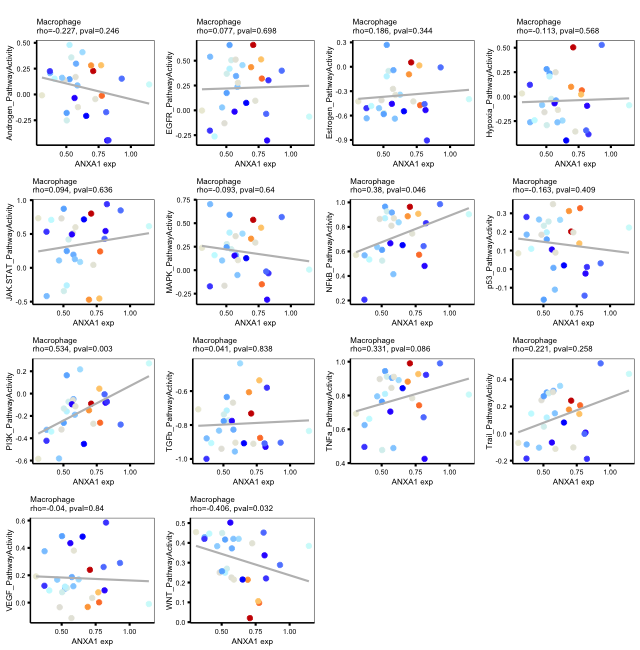 Macrophage
rho=-0.227, pval=0.246
Androgen_PathwayActivity
0.50
0.25
0.00
-0.25
0.50
0.75
1.00
ANXA1 exp
Macrophage
rho=0.077, pval=0.698
EGFR_PathwayActivity
0.50
0.25
0.00
-0.25
0.50
0.75
1.00
ANXA1 exp
Macrophage
rho=0.186, pval=0.344
Estrogen_PathwayActivity
0.3
0.0
-0.3
-0.6
-0.9
0.50
0.75
1.00
ANXA1 exp
Macrophage
rho=-0.113, pval=0.568
Hypoxia_PathwayActivity
0.50
0.25
0.00
-0.25
0.50
0.75
1.00
ANXA1 exp
Macrophage
rho=0.094, pval=0.636
JAK.STAT_PathwayActivity
1.0
0.5
0.0
-0.5
0.50
0.75
1.00
ANXA1 exp
Macrophage
rho=-0.093, pval=0.64
MAPK_PathwayActivity
0.75
0.50
0.25
0.00
-0.25
0.50
0.75
1.00
ANXA1 exp
Macrophage
rho=0.38, pval=0.046
NFkB_PathwayActivity
1.0
0.8
0.6
0.4
0.2
0.50
0.75
1.00
ANXA1 exp
Macrophage
rho=-0.163, pval=0.409
p53_PathwayActivity
0.3
0.2
0.1
0.0
-0.1
0.50
0.75
1.00
ANXA1 exp
Macrophage
rho=0.534, pval=0.003
PI3K_PathwayActivity
0.2
0.0
-0.2
-0.4
-0.6
0.50
0.75
1.00
ANXA1 exp
Macrophage
rho=0.041, pval=0.838
TGFb_PathwayActivity
-0.6
-0.8
-1.0
0.50
0.75
1.00
ANXA1 exp
Macrophage
rho=0.331, pval=0.086
TNFa_PathwayActivity
1.0
0.8
0.6
0.4
0.50
0.75
1.00
ANXA1 exp
Macrophage
rho=0.221, pval=0.258
Trail_PathwayActivity
0.4
0.2
0.0
-0.2
0.50
0.75
1.00
ANXA1 exp
Macrophage
rho=-0.04, pval=0.84
VEGF_PathwayActivity
0.6
0.4
0.2
0.0
0.50
0.75
1.00
ANXA1 exp
Macrophage
rho=-0.406, pval=0.032
WNT_PathwayActivity
0.5
0.4
0.3
0.2
0.1
0.0
0.50
0.75
1.00
ANXA1 exp